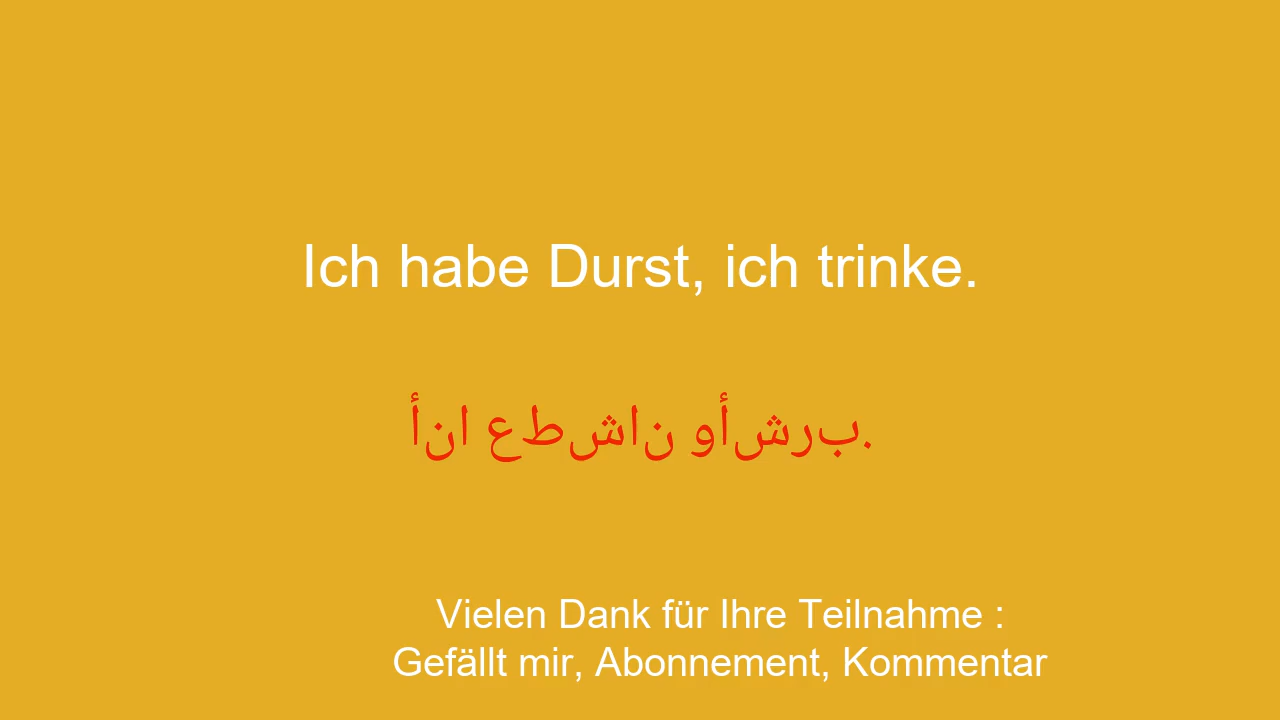 Ich habe Durst, ich trinke.
أنا عطشان وأشرب.
Vielen Dank für Ihre Teilnahme :
Gefällt mir, Abonnement, Kommentar